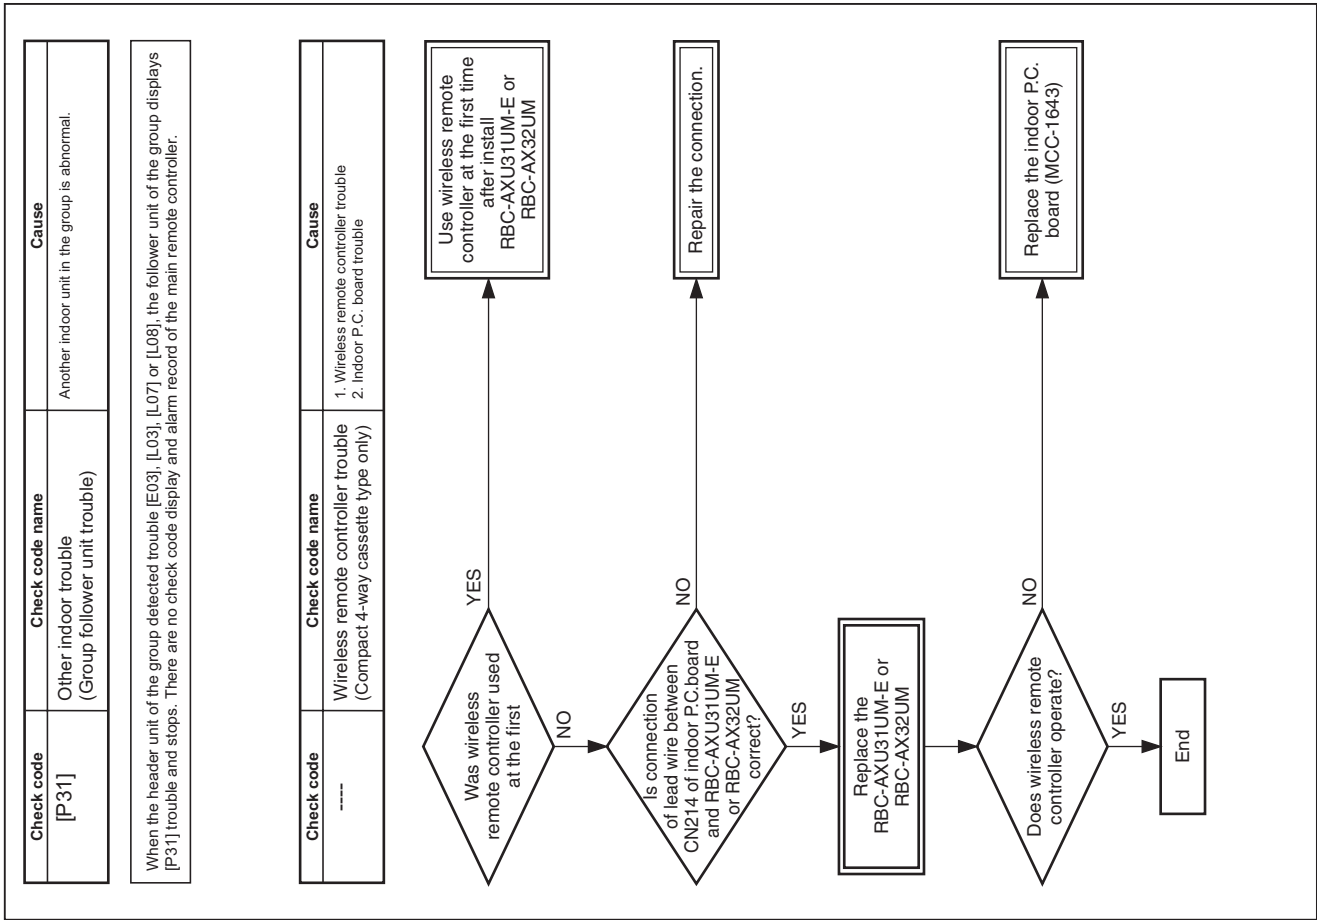 Check code
Check code name
Cause
[P31]
Other indoor trouble
(Group follower unit trouble)
Another indoor unit in the group is abnormal.
When the header unit of the group detected trouble [E03], [L03], [L07] or [L08], the follower unit of the group displays
[P31] trouble and stops. There are no check code display and alarm record of the main remote controller.
Check code
Check code name
Cause
----
Wireless remote controller trouble
(Compact 4-way cassette type only)
1. Wireless remote controller trouble
2. Indoor P.C. board trouble
Was wireless
remote controller used
at the first
YES
Use wireless remote
controller at the first time
after install
RBC-AXU31UM-E or
RBC-AX32UM
NO
Is connection
of lead wire between
CN214 of indoor P.C.board
and RBC-AXU31UM-E
or RBC-AX32UM
correct?
NO
Repair the connection.
YES
Replace the
RBC-AXU31UM-E or
RBC-AX32UM
Does wireless remote
controller operate?
NO
Replace the indoor P.C.
board (MCC-1643)
YES
End